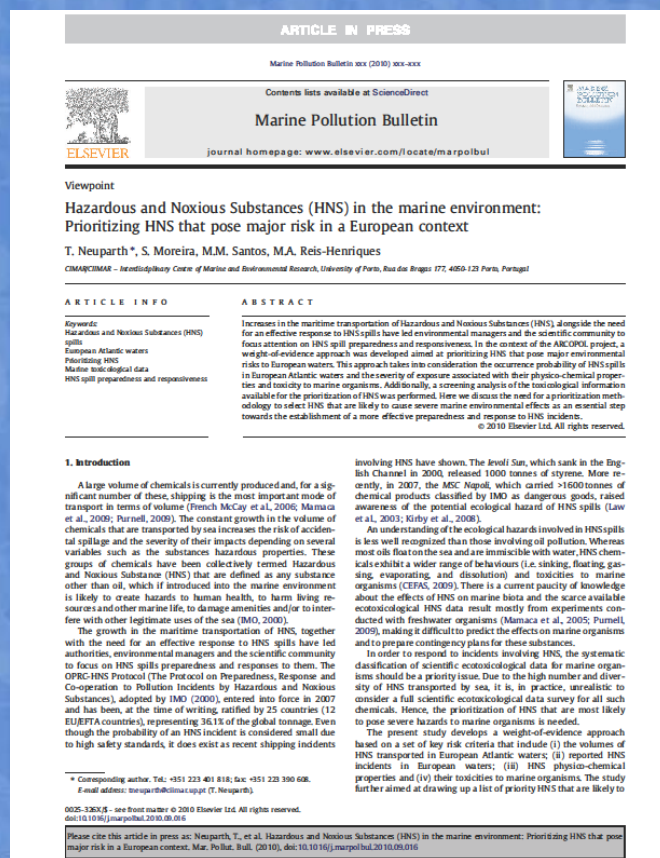 ARTICLE IN PRESS
Marine Pollution Bulletin xxx (2010) xxx–xxx
Contents lists available at ScienceDirect
Marine Pollution Bulletin
journal homepage: www.elsevier.com/locate/marpolbul
ELSEVIER
MARINE
POLLUTION
BULLETIN
Viewpoint
Hazardous and Noxious Substances (HNS) in the marine environment:
Prioritizing HNS that pose major risk in a European context
T. Neuparth *, S. Moreira, M.M. Santos, M.A. Reis-Henriques
CIMAR/CIIMAR – Interdisciplinary Centre of Marine and Environmental Research, University of Porto, Rua dos Bragas 177, 4050-123 Porto, Portugal
ARTICLE INFO
Keywords:
Hazardous and Noxious Substances (HNS)
spills
European Atlantic waters
Prioritizing HNS
Marine toxicological data
HNS spill preparedness and responsiveness
ABSTRACT
Increases in the maritime transportation of Hazardous and Noxious Substances (HNS), alongside the need
for an effective response to HNS spills have led environmental managers and the scientific community to
focus attention on HNS spill preparedness and responsiveness. In the context of the ARCOPOL project, a
weight-of-evidence approach was developed aimed at prioritizing HNS that pose major environmental
risks to European waters. This approach takes into consideration the occurrence probability of HNS spills
in European Atlantic waters and the severity of exposure associated with their physico-chemical proper-
ties and toxicity to marine organisms. Additionally, a screening analysis of the toxicological information
available for the prioritization of HNS was performed. Here we discuss the need for a prioritization meth-
odology to select HNS that are likely to cause severe marine environmental effects as an essential step
towards the establishment of a more effective preparedness and response to HNS incidents.
© 2010 Elsevier Ltd. All rights reserved.
1. Introduction
A large volume of chemicals is currently produced and, for a sig-
nificant number of these, shipping is the most important mode of
transport in terms of volume (French McCay et al., 2006; Mamaca
et al., 2009; Purnell, 2009). The constant growth in the volume of
chemicals that are transported by sea increases the risk of acciden-
tal spillage and the severity of their impacts depending on several
variables such as the substances hazardous properties. These
groups of chemicals have been collectively termed Hazardous
and Noxious Substance (HNS) that are defined as any substance
other than oil, which if introduced into the marine environment
is likely to create hazards to human health, to harm living re-
sources and other marine life, to damage amenities and/or to inter-
fere with other legitimate uses of the sea (IMO, 2000).
The growth in the maritime transportation of HNS, together
with the need for an effective response to HNS spills have led
authorities, environmental managers and the scientific community
to focus on HNS spills preparedness and responses to them. The
OPRC-HNS Protocol (The Protocol on Preparedness, Response and
Co-operation to Pollution Incidents by Hazardous and Noxious
Substances), adopted by IMO (2000), entered into force in 2007
and has been, at the time of writing, ratified by 25 countries (12
EU/EFTA countries), representing 36.1% of the global tonnage. Even
though the probability of an HNS incident is considered small due
to high safety standards, it does exist as recent shipping incidents
* Corresponding author. Tel.: +351 223 401 818; fax: +351 223 390 608.
E-mail address: tneuparth@ciimar.up.pt (T. Neuparth).
involving HNS have shown. The Ievoli Sun, which sank in the Eng-
lish Channel in 2000, released 1000 tonnes of styrene. More re-
cently, in 2007, the MSC Napoli, which carried >1600 tonnes of
chemical products classified by IMO as dangerous goods, raised
awareness of the potential ecological hazard of HNS spills (Law
et al., 2003; Kirby et al., 2008).
An understanding of the ecological hazards involved in HNS spills
is less well recognized than those involving oil pollution. Whereas
most oils float on the sea and are immiscible with water, HNS chem-
icals exhibit a wider range of behaviours (i.e. sinking, floating, gas-
sing, evaporating, and dissolution) and toxicities to marine
organisms (CEFAS, 2009). There is a current paucity of knowledge
about the effects of HNS on marine biota and the scarce available
ecotoxicological HNS data result mostly from experiments con-
ducted with freshwater organisms (Mamaca et al., 2005; Purnell,
2009), making it difficult to predict the effects on marine organisms
and to prepare contingency plans for these substances.
In order to respond to incidents involving HNS, the systematic
classification of scientific ecotoxicological data for marine organ-
isms should be a priority issue. Due to the high number and diver-
sity of HNS transported by sea, it is, in practice, unrealistic to
consider a full scientific ecotoxicological data survey for all such
chemicals. Hence, the prioritization of HNS that are most likely
to pose severe hazards to marine organisms is needed.
The present study develops a weight-of-evidence approach
based on a set of key risk criteria that include (i) the volumes of
HNS transported in European Atlantic waters; (ii) reported HNS
incidents in European waters; (iii) HNS physico-chemical
properties and (iv) their toxicities to marine organisms. The study
further aimed at drawing up a list of priority HNS that are likely to
0025-326X/$ - see front matter © 2010 Elsevier Ltd. All rights reserved.
doi:10.1016/j.marpolbul.2010.09.016
Please cite this article in press as: Neuparth, T., et al. Hazardous and Noxious Substances (HNS) in the marine environment: Prioritizing HNS that pose
major risk in a European context. Mar. Pollut. Bull. (2010), doi:10.1016/j.marpolbul.2010.09.016